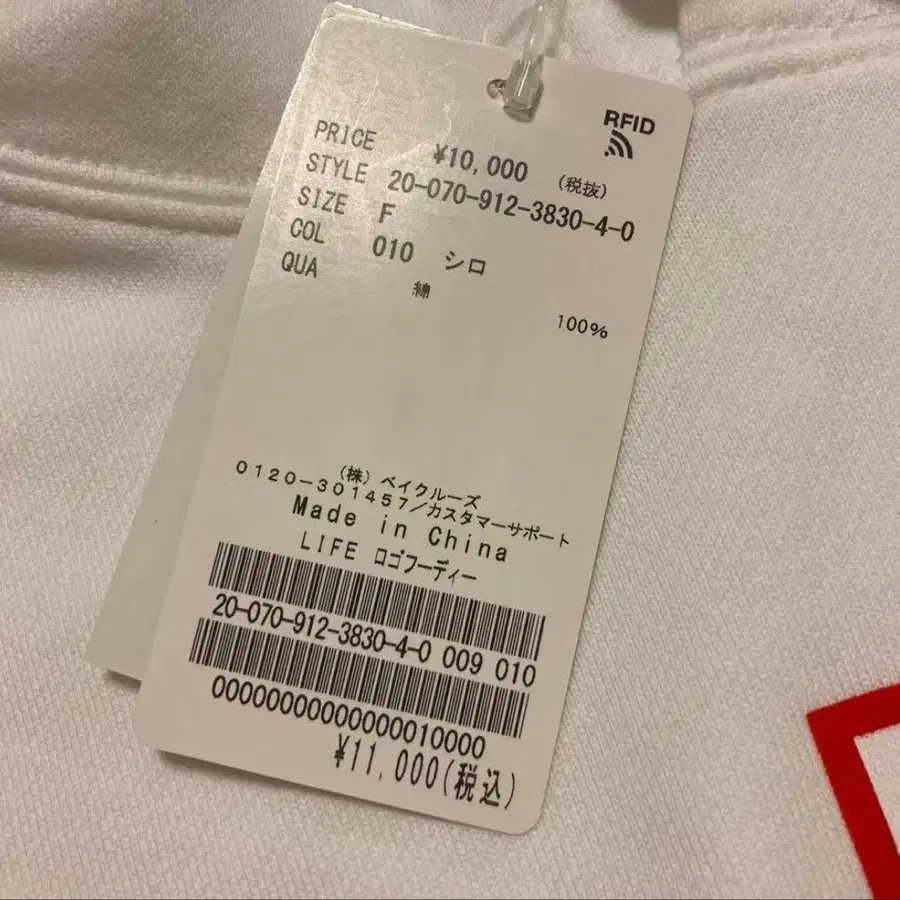 RFID
PRICE ¥10,000 (税抜)
STYLE 20-070-912-3830-4-0
SIZE F
COL 010 シロ
QUA
綿
100%
(株)ベイクルーズ
0120-301457/カスタマーサポート
Made in China
LIFE ロゴフーディー
20-070-912-3830-4-0 009 010
00000000000000010000
¥11,000(税込)